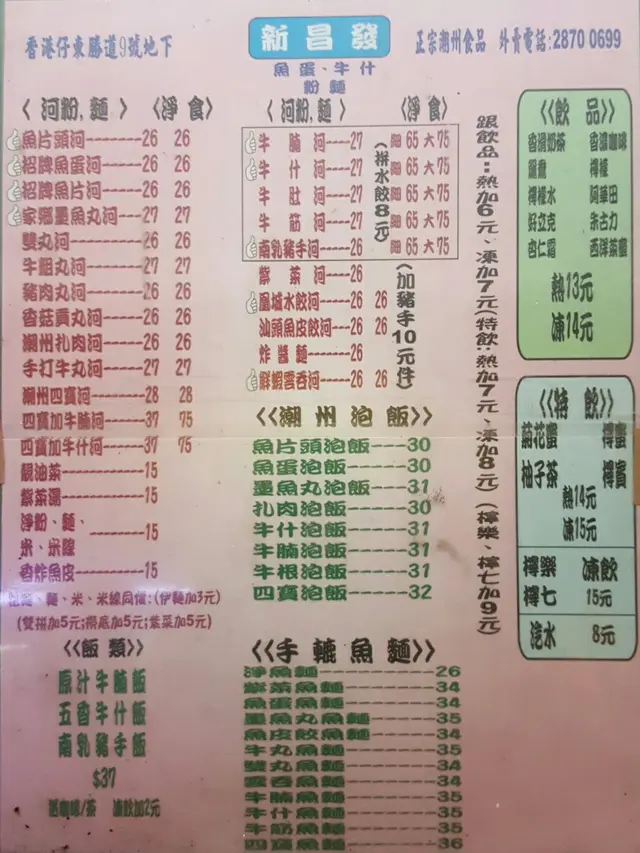 香港仔東勝道9號地下
新昌發
魚蛋、牛什
粉麵
正宗潮州食品 外賣電話:2870 0699
〈河粉,麵〉 〈淨食〉
魚片頭河--------26 26
招牌魚蛋河------26 26
招牌魚片河------26 26
家鄉墨魚丸河----27 27
雙丸河----------26 26
牛筋丸河--------27 27
豬肉丸河--------26 26
香菇貢丸河------26 26
潮州扎肉河------26 26
手打牛丸河------27 27
潮州四寶河------28 28
四寶加牛腩河----37 75
四寶加牛什河----37 75
靚油菜----------15
紫菜湯----------15
淨粉、麵、
米、米線--------15
香炸魚皮--------15
麵、米、米線同價:(伊麵加3元)
(雙拼加5元;兩底加5元;紫菜加5元)
<<飯類>>
原汁牛腩飯
五香牛什飯
南乳豬手飯
$37
咖啡/茶 凍飲加2元
〈河粉,麵〉 〈淨食〉
牛腩河----27 細65 大75
牛什河----27 細65 大75
牛肚河----27 細65 大75
牛筋河----27 細65 大75
南乳豬手河---26 細65 大75
(拼水餃8元)
紫菜河----26
鳳城水餃河---26 26
汕頭魚皮餃河---26 26
炸醬麵----26
鮮蝦雲吞河---26 26
(加豬手10元件)
<<潮州泡飯>>
魚片頭泡飯----30
魚蛋泡飯------30
墨魚丸泡飯----31
扎肉泡飯------30
牛什泡飯------31
牛腩泡飯------31
牛根泡飯------31
四寶泡飯------32
<<手轆魚麵>>
淨魚麵--------26
紫菜魚麵------34
魚蛋魚麵------34
墨魚丸魚麵----35
魚皮餃魚麵----34
牛丸魚麵------35
雙丸魚麵------34
雲吞魚麵------34
牛腩魚麵------35
牛什魚麵------35
牛筋魚麵------35
四寶魚麵------36
跟飲品:熱加6元、凍加7元(特飲:熱加7元、凍加8元)(檸樂、檸七加9元)
<<飲品>>
香滑奶茶 香濃咖啡
鴛鴦 檸檬
檸檬水 阿華田
好立克 朱古力
杏仁霜 西洋菜蜜
熱13元
凍14元
<<特飲>>
菊花蜜 檸蜜
柚子茶 檸賓
熱14元
凍15元
檸樂 凍飲
檸七 15元
汽水 8元